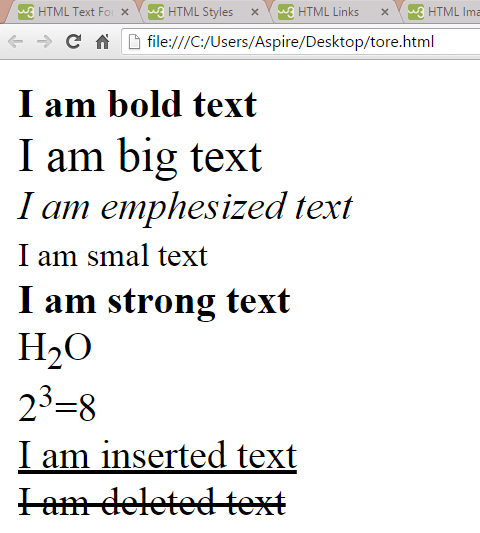 HTML Text Fo
HTML Styles
HTML Links
HTML Ima
file:///C:/Users/Aspire/Desktop/tore.html
I am bold text
I am big text
I am emphesized text
I am smal text
I am strong text
H₂O
2³=8
I am inserted text
I am deleted text